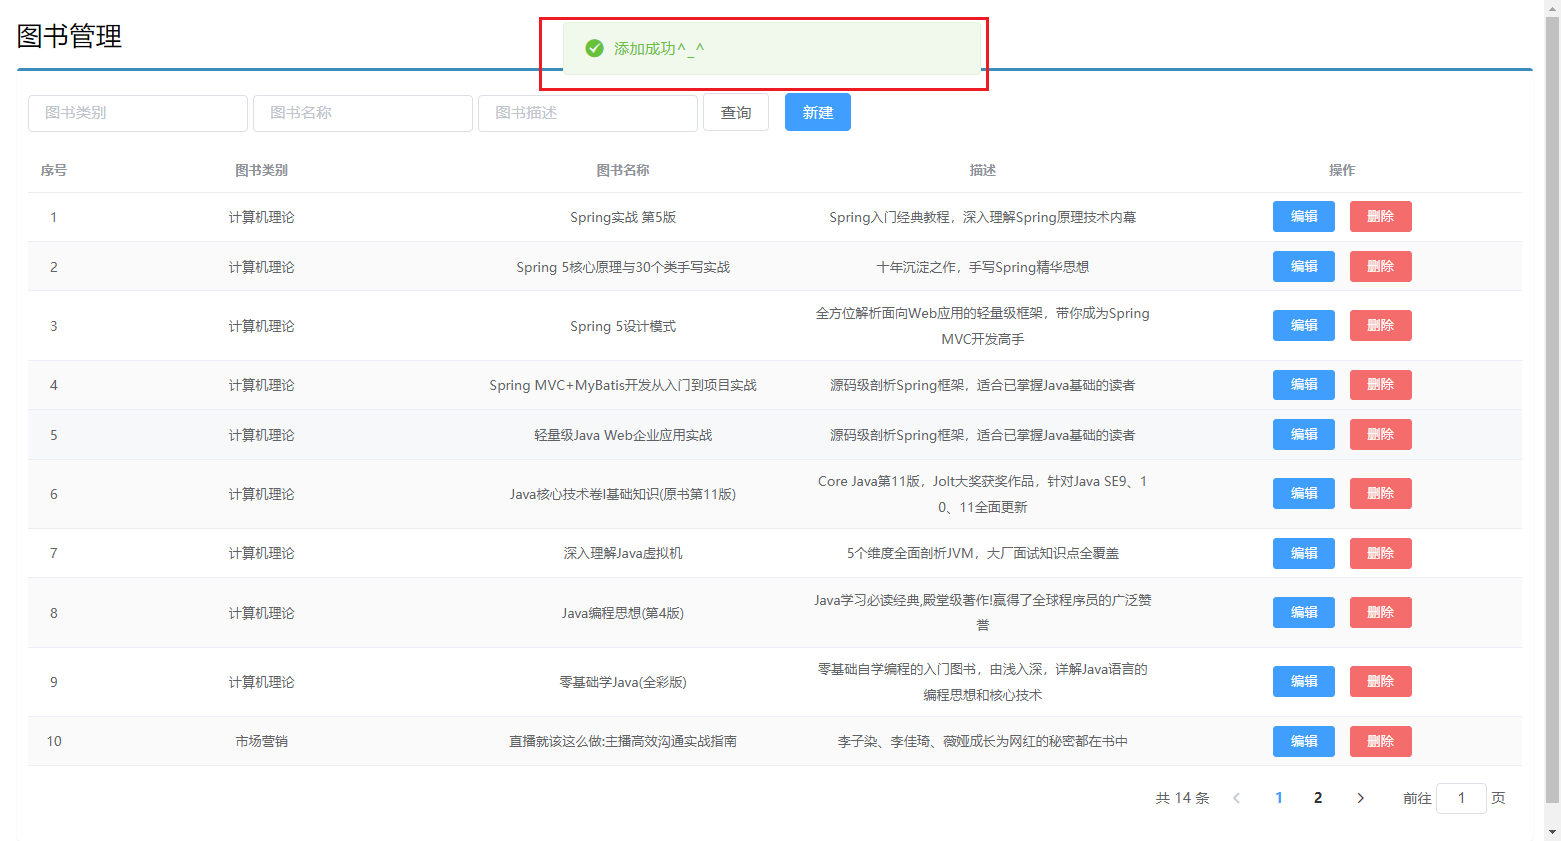 图书管理
添加成功^_^
图书类别 图书名称 图书描述 查询 新建
序号 图书类别 图书名称 描述 操作
1 计算机理论 Spring实战 第5版 Spring入门经典教程，深入理解Spring原理技术内幕 编辑 删除
2 计算机理论 Spring 5核心原理与30个类手写实战 十年沉淀之作，手写Spring精华思想 编辑 删除
3 计算机理论 Spring 5设计模式 全方位解析面向Web应用的轻量级框架，带你成为Spring
MVC开发高手 编辑 删除
4 计算机理论 Spring MVC+MyBatis开发从入门到项目实战 源码级剖析Spring框架，适合已掌握Java基础的读者 编辑 删除
5 计算机理论 轻量级Java Web企业应用实战 源码级剖析Spring框架，适合已掌握Java基础的读者 编辑 删除
6 计算机理论 Java核心技术卷I基础知识(原书第11版) Core Java第11版，Jolt大奖获奖作品，针对Java SE9、1
0、11全面更新 编辑 删除
7 计算机理论 深入理解Java虚拟机 5个维度全面剖析JVM，大厂面试知识点全覆盖 编辑 删除
8 计算机理论 Java编程思想(第4版) Java学习必读经典,殿堂级著作!赢得了全球程序员的广泛赞
誉 编辑 删除
9 计算机理论 零基础学Java(全彩版) 零基础自学编程的入门图书，由浅入深，详解Java语言的
编程思想和核心技术 编辑 删除
10 市场营销 直播就该这么做:主播高效沟通实战指南 李子柒、李佳琦、薇娅成长为网红的秘密都在书中 编辑 删除
共 14 条 1 2 前往 1 页